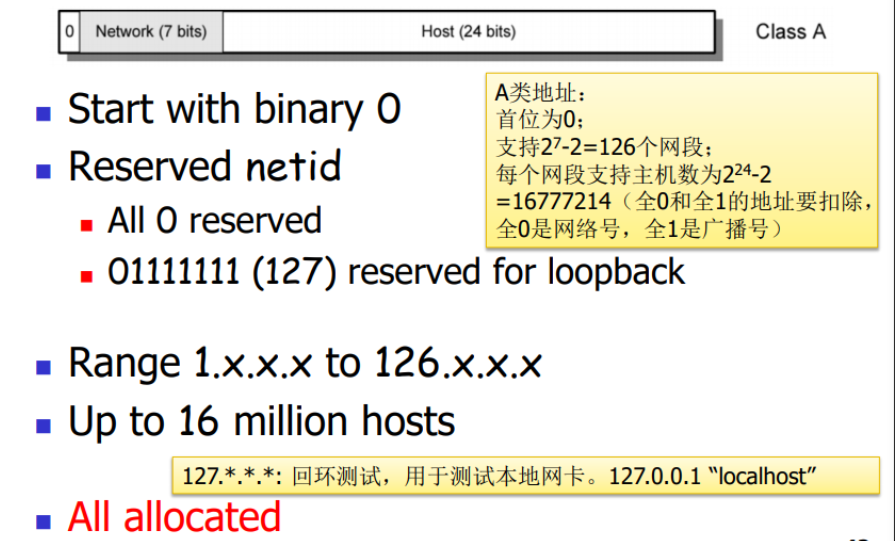 0 Network (7 bits) Host (24 bits) Class A
Start with binary 0
Reserved netid
All 0 reserved
01111111 (127) reserved for loopback
A类地址：
首位为0；
支持2⁷-2=126个网段；
每个网段支持主机数为2²⁴-2
=16777214（全0和全1的地址要扣除，
全0是网络号，全1是广播号）
Range 1.x.x.x to 126.x.x.x
Up to 16 million hosts
127.*.*.*: 回环测试，用于测试本地网卡。127.0.0.1 “localhost”
All allocated